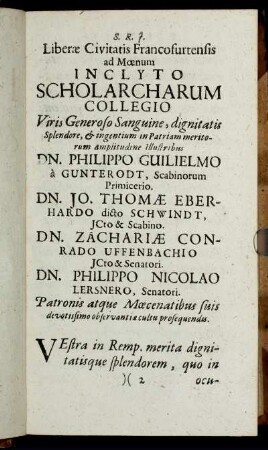 S. R. J.
Liberæ Civitatis Francofurtensis
ad Mœnum
INCLYTO
SCHOLARCHARUM
COLLEGIO
Viris Generoso Sanguine, dignitatis
Splendore, & ingentium in Patriam merito-
rum amplitudine illustribus
DN. PHILIPPO GUILIELMO
à GUNTERODT, Scabinorum
Primicerio.
DN. JO. THOMÆ EBER-
HARDO dicto SCHWINDT,
JCto & Scabino.
DN. ZACHARIÆ CON-
RADO UFFENBACHIO
JCto & Senatori.
DN. PHILIPPO NICOLAO
LERSNERO, Senatori.
Patronis atque Mœcenatibus suis
devotissimo observantiæ cultu prosequendis.
VEstra in Remp. merita digni-
tatisque splendorem, quo in
)( 2 ocu-